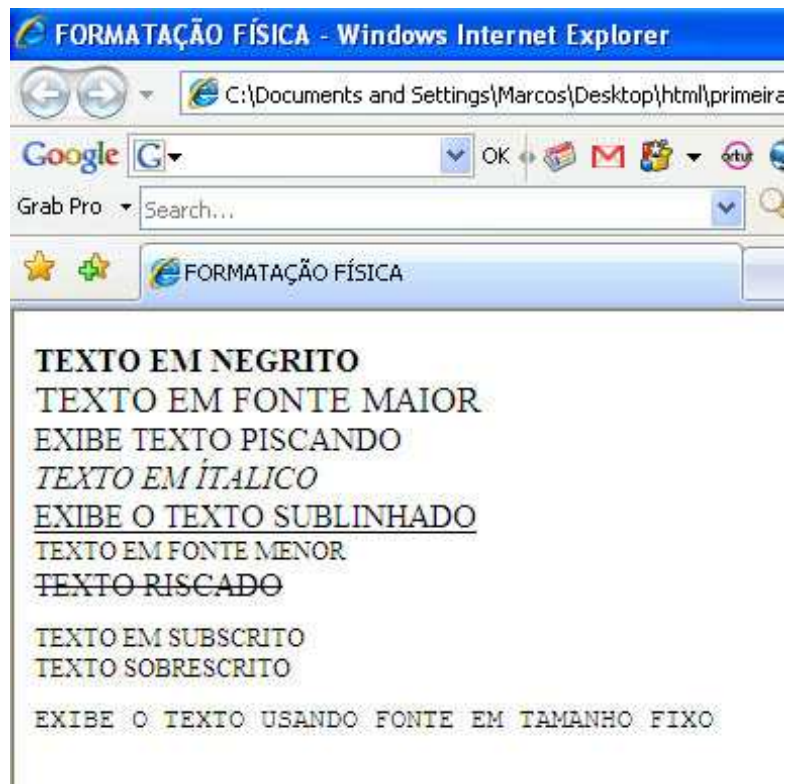 FORMATAÇÃO FÍSICA - Windows Internet Explorer
C:\Documents and Settings\Marcos\Desktop\html\primeira
Google G OK ortur
Grab Pro Search...
FORMATAÇÃO FÍSICA
TEXTO EM NEGRITO
TEXTO EM FONTE MAIOR
EXIBE TEXTO PISCANDO
TEXTO EM ÍTALICO
EXIBE O TEXTO SUBLINHADO
TEXTO EM FONTE MENOR
TEXTO RISCADO
TEXTO EM SUBSCRITO
TEXTO SOBRESCRITO
EXIBE O TEXTO USANDO FONTE EM TAMANHO FIXO